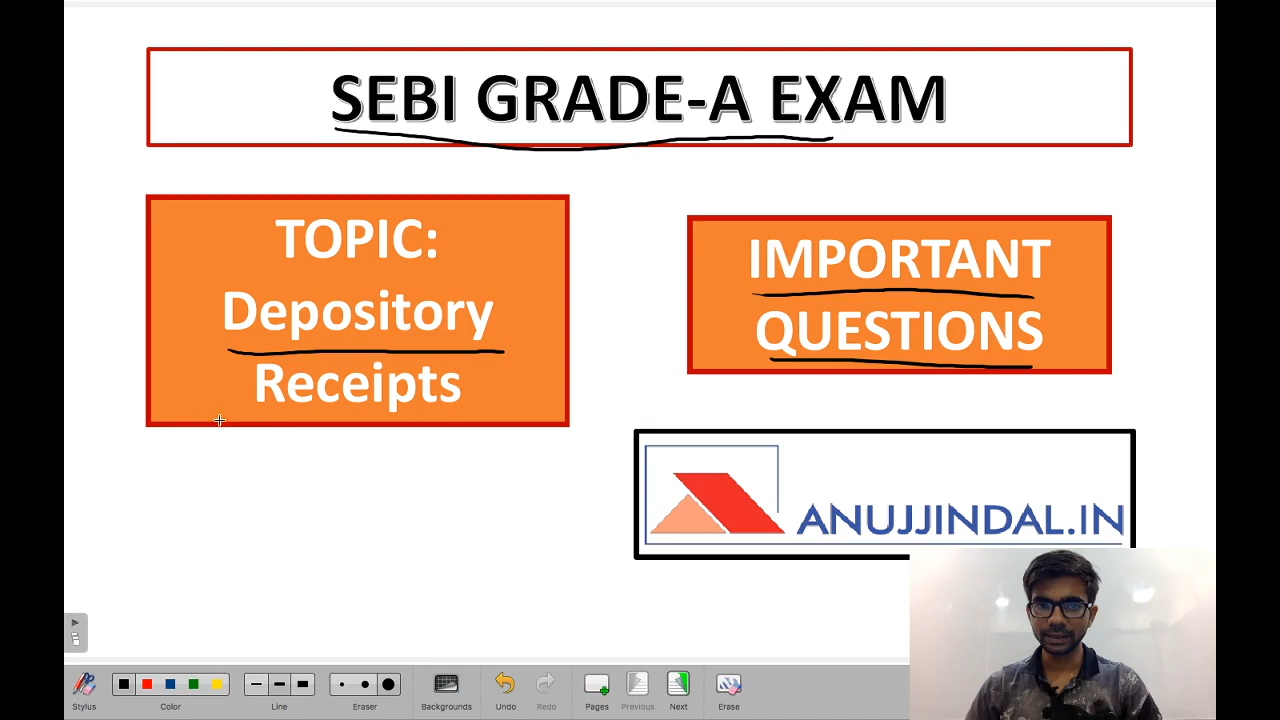 SEBI GRADE-A EXAM
TOPIC:
Depository
Receipts
IMPORTANT
QUESTIONS
ANUJJINDAL.IN
Stylus
Color
Line
Eraser
Backgrounds
Undo
Redo
Pages
Previous
Next
Erase